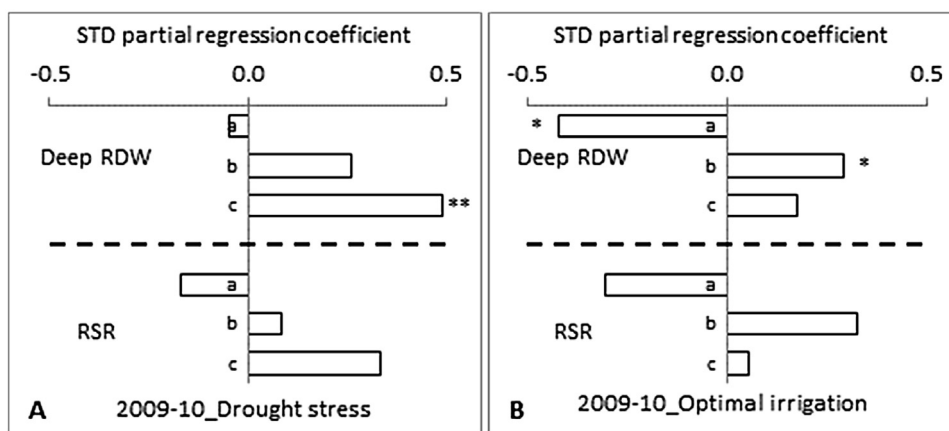 STD partial regression coefficient
-0.5 0.0 0.5
a
Deep RDW
b
c **
a
RSR
b
c
A 2009-10_Drought stress
STD partial regression coefficient
-0.5 0.0 0.5
* a
Deep RDW
b *
c
a
RSR
b
c
B 2009-10_Optimal irrigation